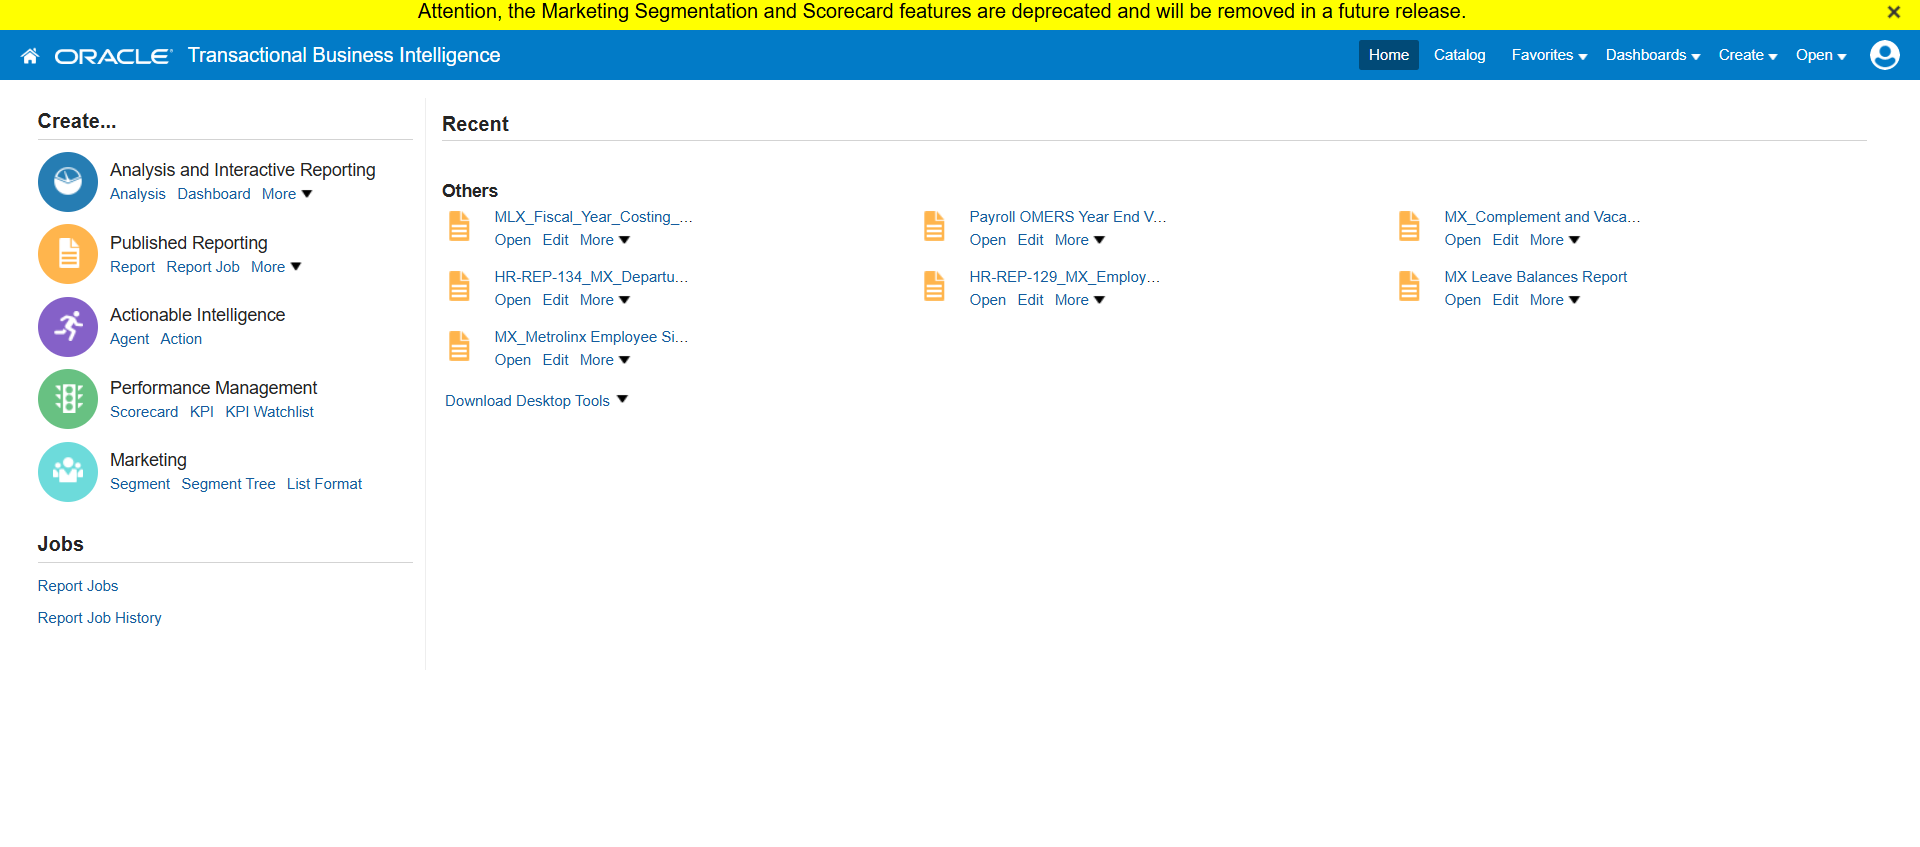 Attention, the Marketing Segmentation and Scorecard features are deprecated and will be removed in a future release.
ORACLE Transactional Business Intelligence
Home Catalog Favorites Dashboards Create Open
Create...
Analysis and Interactive Reporting
Analysis Dashboard More
Published Reporting
Report Report Job More
Actionable Intelligence
Agent Action
Performance Management
Scorecard KPI KPI Watchlist
Marketing
Segment Segment Tree List Format
Jobs
Report Jobs
Report Job History
Recent
Others
MLX_Fiscal_Year_Costing_...
Open Edit More
Payroll OMERS Year End V...
Open Edit More
MX_Complement and Vaca...
Open Edit More
HR-REP-134_MX_Departu...
Open Edit More
HR-REP-129_MX_Employ...
Open Edit More
MX Leave Balances Report
Open Edit More
MX_Metrolinx Employee Si...
Open Edit More
Download Desktop Tools